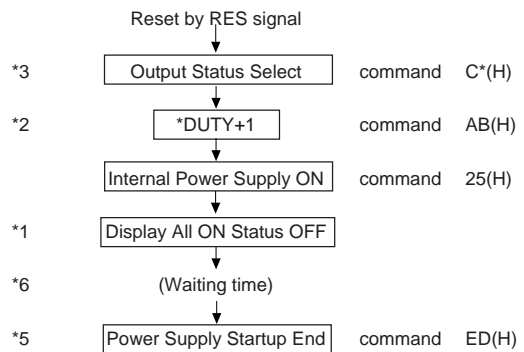 Reset by RES signal
*3 Output Status Select command C*(H)
*2 *DUTY+1 command AB(H)
Internal Power Supply ON command 25(H)
*1 Display All ON Status OFF
*6 (Waiting time)
*5 Power Supply Startup End command ED(H)